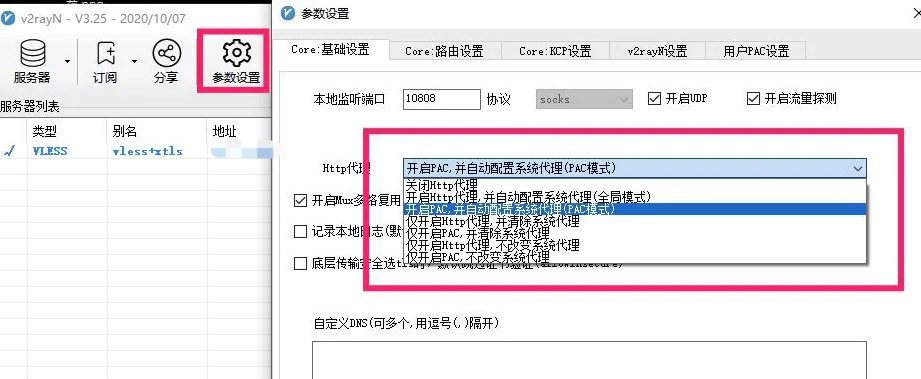 v2rayN - V3.25 - 2020/10/07
服务器
订阅
分享
参数设置
服务器列表
类型 别名 地址
VLESS vless+xtls
参数设置
Core:基础设置 Core:路由设置 Core:KCP设置 v2rayN设置 用户PAC设置
本地监听端口 10808 协议 socks 开启UDP 开启流量探测
Http代理 开启PAC,并自动配置系统代理(PAC模式)
关闭Http代理
开启Http代理,并自动配置系统代理(全局模式)
开启PAC,并自动配置系统代理(PAC模式)
仅开启Http代理,并清除系统代理
仅开启PAC,并清除系统代理
仅开启Http代理,不改变系统代理
仅开启PAC,不改变系统代理
开启Mux多路复用
记录本地日志(默
底层传输安全选tls
自定义DNS(可多个,用逗号(,)隔开)